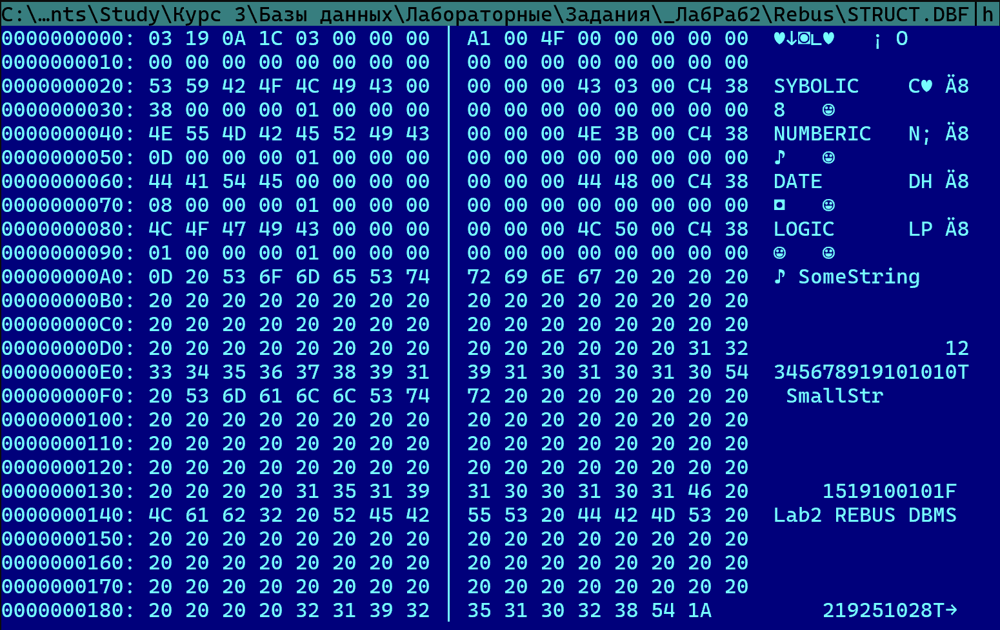 C:\…nts\Study\Курс 3\Базы данных\Лабораторные\Задания\_ЛабРаб2\Rebus\STRUCT.DBF│h
0000000000: 03 19 0A 1C 03 00 00 00 │ A1 00 4F 00 00 00 00 00 ♥↓◙∟♥   ¡ O
0000000010: 00 00 00 00 00 00 00 00 │ 00 00 00 00 00 00 00 00
0000000020: 53 59 42 4F 4C 49 43 00 │ 00 00 00 43 03 00 C4 38 SYBOLIC    C♥ Ä8
0000000030: 38 00 00 00 01 00 00 00 │ 00 00 00 00 00 00 00 00 8   ☻
0000000040: 4E 55 4D 42 45 52 49 43 │ 00 00 00 4E 3B 00 C4 38 NUMBERIC   N; Ä8
0000000050: 0D 00 00 00 01 00 00 00 │ 00 00 00 00 00 00 00 00 ♪   ☻
0000000060: 44 41 54 45 00 00 00 00 │ 00 00 00 44 48 00 C4 38 DATE       DH Ä8
0000000070: 08 00 00 00 01 00 00 00 │ 00 00 00 00 00 00 00 00 ◘   ☻
0000000080: 4C 4F 47 49 43 00 00 00 │ 00 00 00 4C 50 00 C4 38 LOGIC      LP Ä8
0000000090: 01 00 00 00 01 00 00 00 │ 00 00 00 00 00 00 00 00 ☻   ☻
00000000A0: 0D 20 53 6F 6D 65 53 74 │ 72 69 6E 67 20 20 20 20 ♪ SomeString
00000000B0: 20 20 20 20 20 20 20 20 │ 20 20 20 20 20 20 20 20
00000000C0: 20 20 20 20 20 20 20 20 │ 20 20 20 20 20 20 20 20
00000000D0: 20 20 20 20 20 20 20 20 │ 20 20 20 20 20 20 31 32               12
00000000E0: 33 34 35 36 37 38 39 31 │ 39 31 30 31 30 31 30 54 345678919101010T
00000000F0: 20 53 6D 61 6C 6C 53 74 │ 72 20 20 20 20 20 20 20  SmallStr
0000000100: 20 20 20 20 20 20 20 20 │ 20 20 20 20 20 20 20 20
0000000110: 20 20 20 20 20 20 20 20 │ 20 20 20 20 20 20 20 20
0000000120: 20 20 20 20 20 20 20 20 │ 20 20 20 20 20 20 20 20
0000000130: 20 20 20 20 31 35 31 39 │ 31 30 30 31 30 31 46 20     1519100101F
0000000140: 4C 61 62 32 20 52 45 42 │ 55 53 20 44 42 4D 53 20 Lab2 REBUS DBMS
0000000150: 20 20 20 20 20 20 20 20 │ 20 20 20 20 20 20 20 20
0000000160: 20 20 20 20 20 20 20 20 │ 20 20 20 20 20 20 20 20
0000000170: 20 20 20 20 20 20 20 20 │ 20 20 20 20 20 20 20 20
0000000180: 20 20 20 20 32 31 39 32 │ 35 31 30 32 38 54 1A     219251028T→